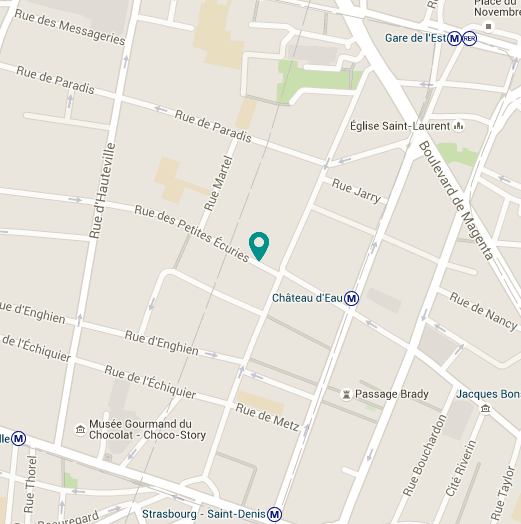 Place du
Novembre
Rue des Messageries
Gare de l'Est
M
RER
Rue de Paradis
Rue de Paradis
Église Saint-Laurent
Boulevard de Magenta
Rue d'Hauteville
Rue Martel
Rue Jarry
Rue des Petites Écuries
Château d'Eau
M
Rue de Nancy
Rue d'Enghien
Rue d'Enghien
de l'Échiquier
Rue de l'Échiquier
Passage Brady
Jacques Bons
Rue de Metz
Musée Gourmand du
Chocolat - Choco-Story
lle
M
Rue Thorel
Rue Bouchardon
Cité Riverin
Rue Taylor
Beauregard
Strasbourg - Saint-Denis
M